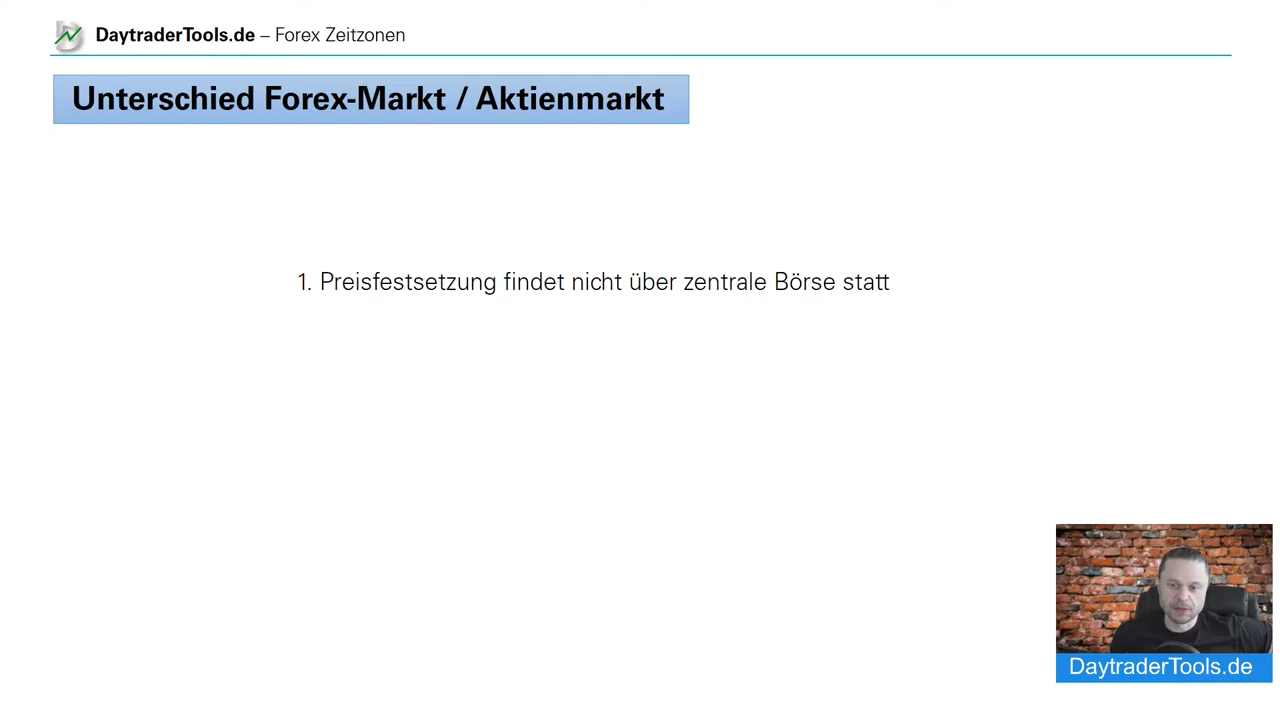 DaytraderTools.de – Forex Zeitzonen
Unterschied Forex-Markt / Aktienmarkt
1. Preisfestsetzung findet nicht über zentrale Börse statt
DaytraderTools.de